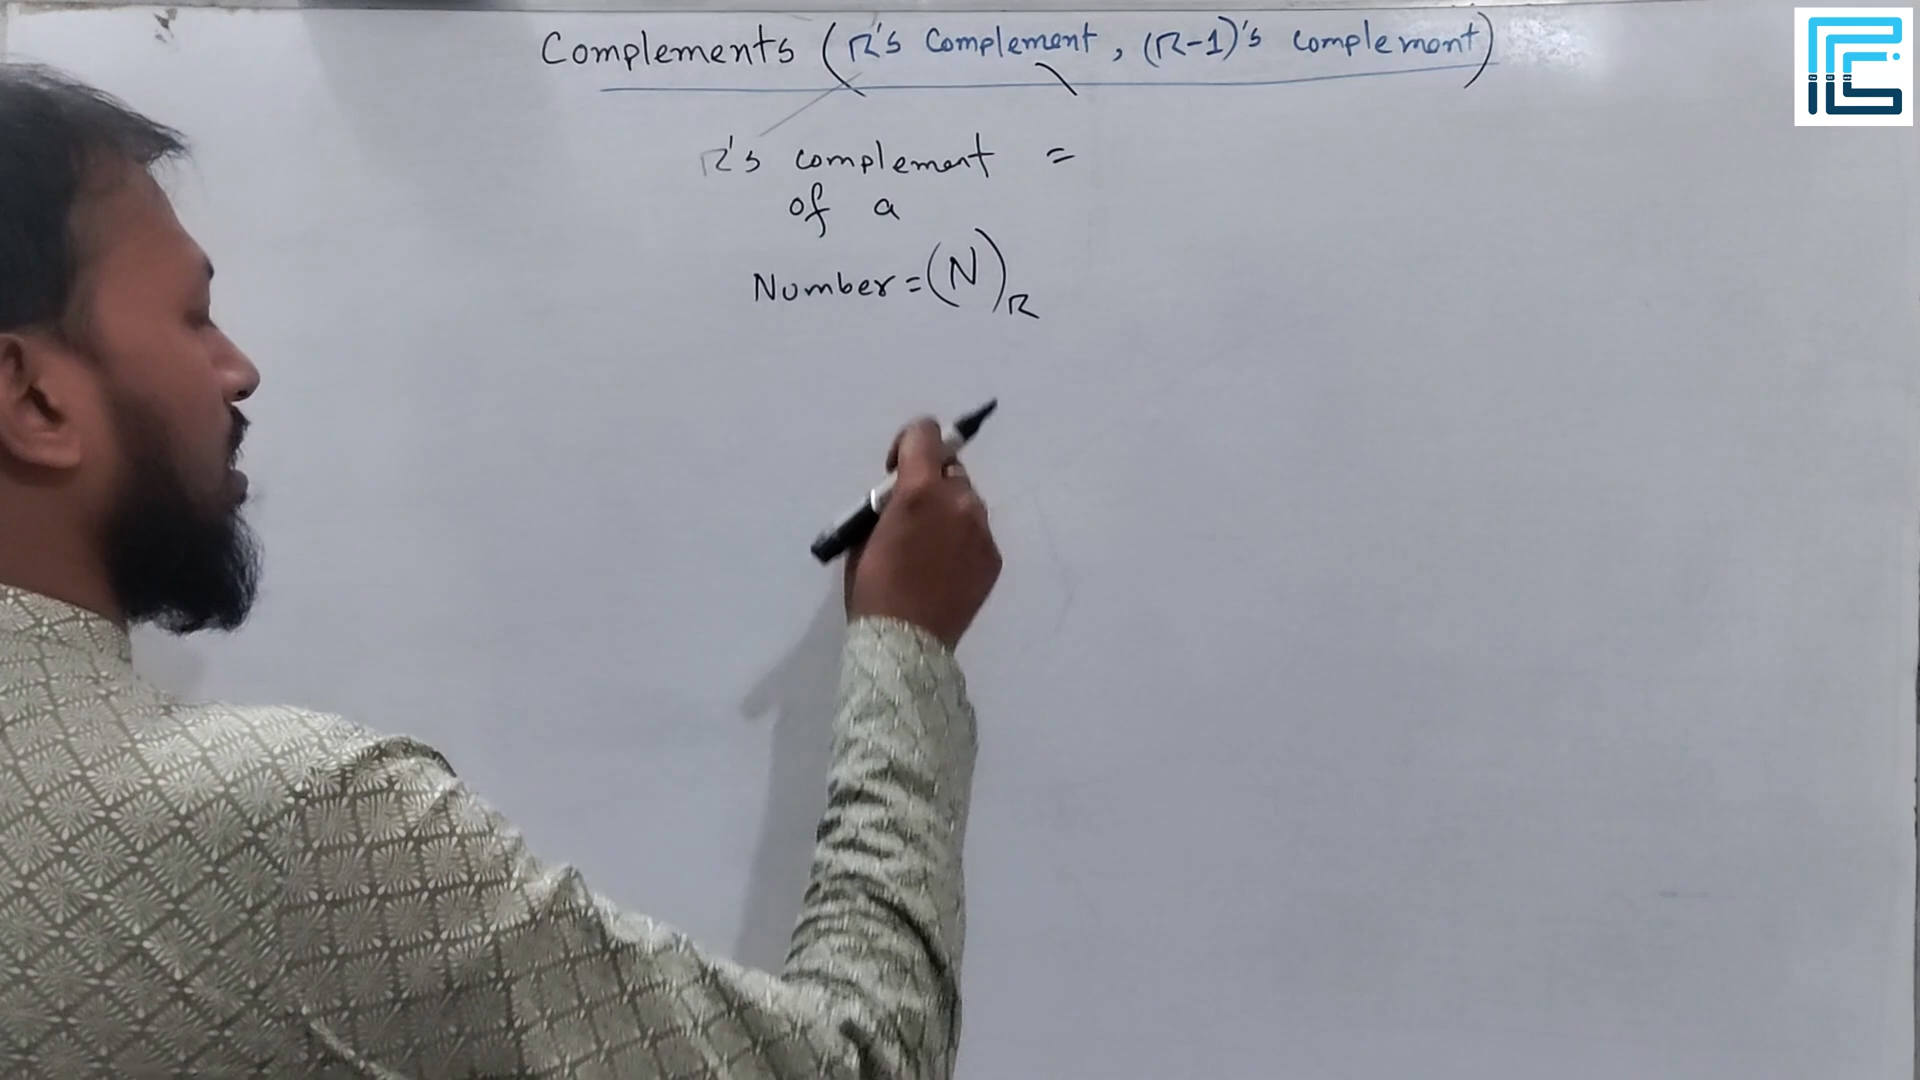 Complements (R's Complement, (R-1)'s complement)
R's complement =
of a
Number = (N)R